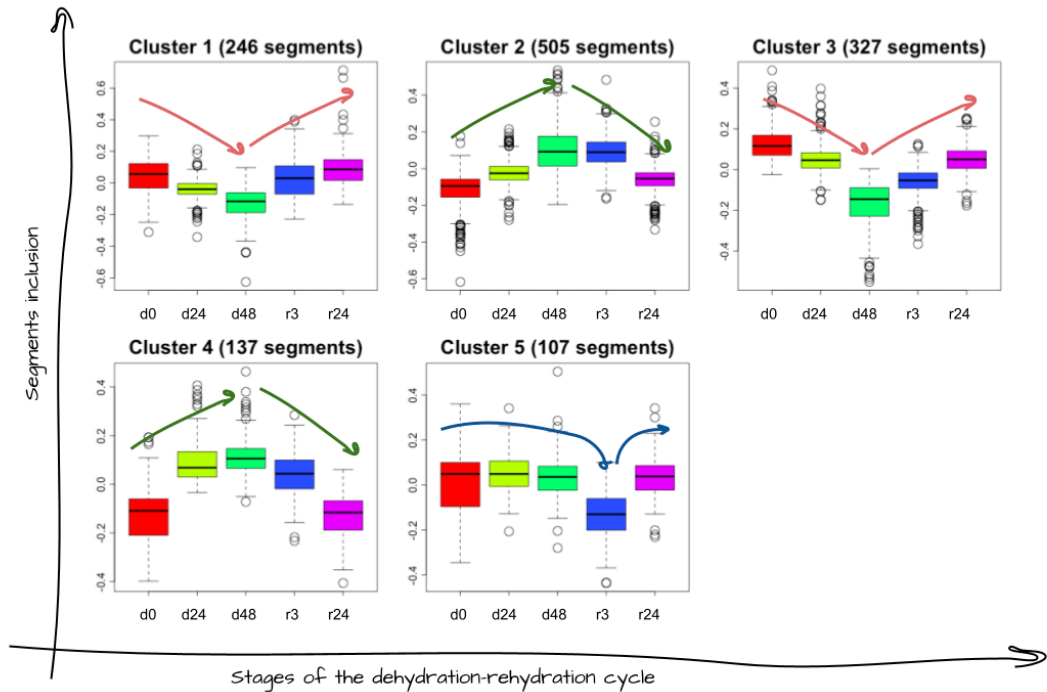 Cluster 1 (246 segments)
Cluster 2 (505 segments)
Cluster 3 (327 segments)
0.6
0.4
0.2
0.0
-0.2
-0.4
-0.6
d0 d24 d48 r3 r24
0.2
0.4
0.0
-0.2
-0.4
-0.6
d0 d24 d48 r3 r24
0.4
0.2
0.0
-0.2
-0.4
d0 d24 d48 r3 r24
Cluster 4 (137 segments)
Cluster 5 (107 segments)
0.4
0.2
0.0
-0.2
-0.4
d0 d24 d48 r3 r24
0.4
0.2
0.0
-0.2
-0.4
d0 d24 d48 r3 r24
Segments inclusion
Stages of the dehydration-rehydration cycle